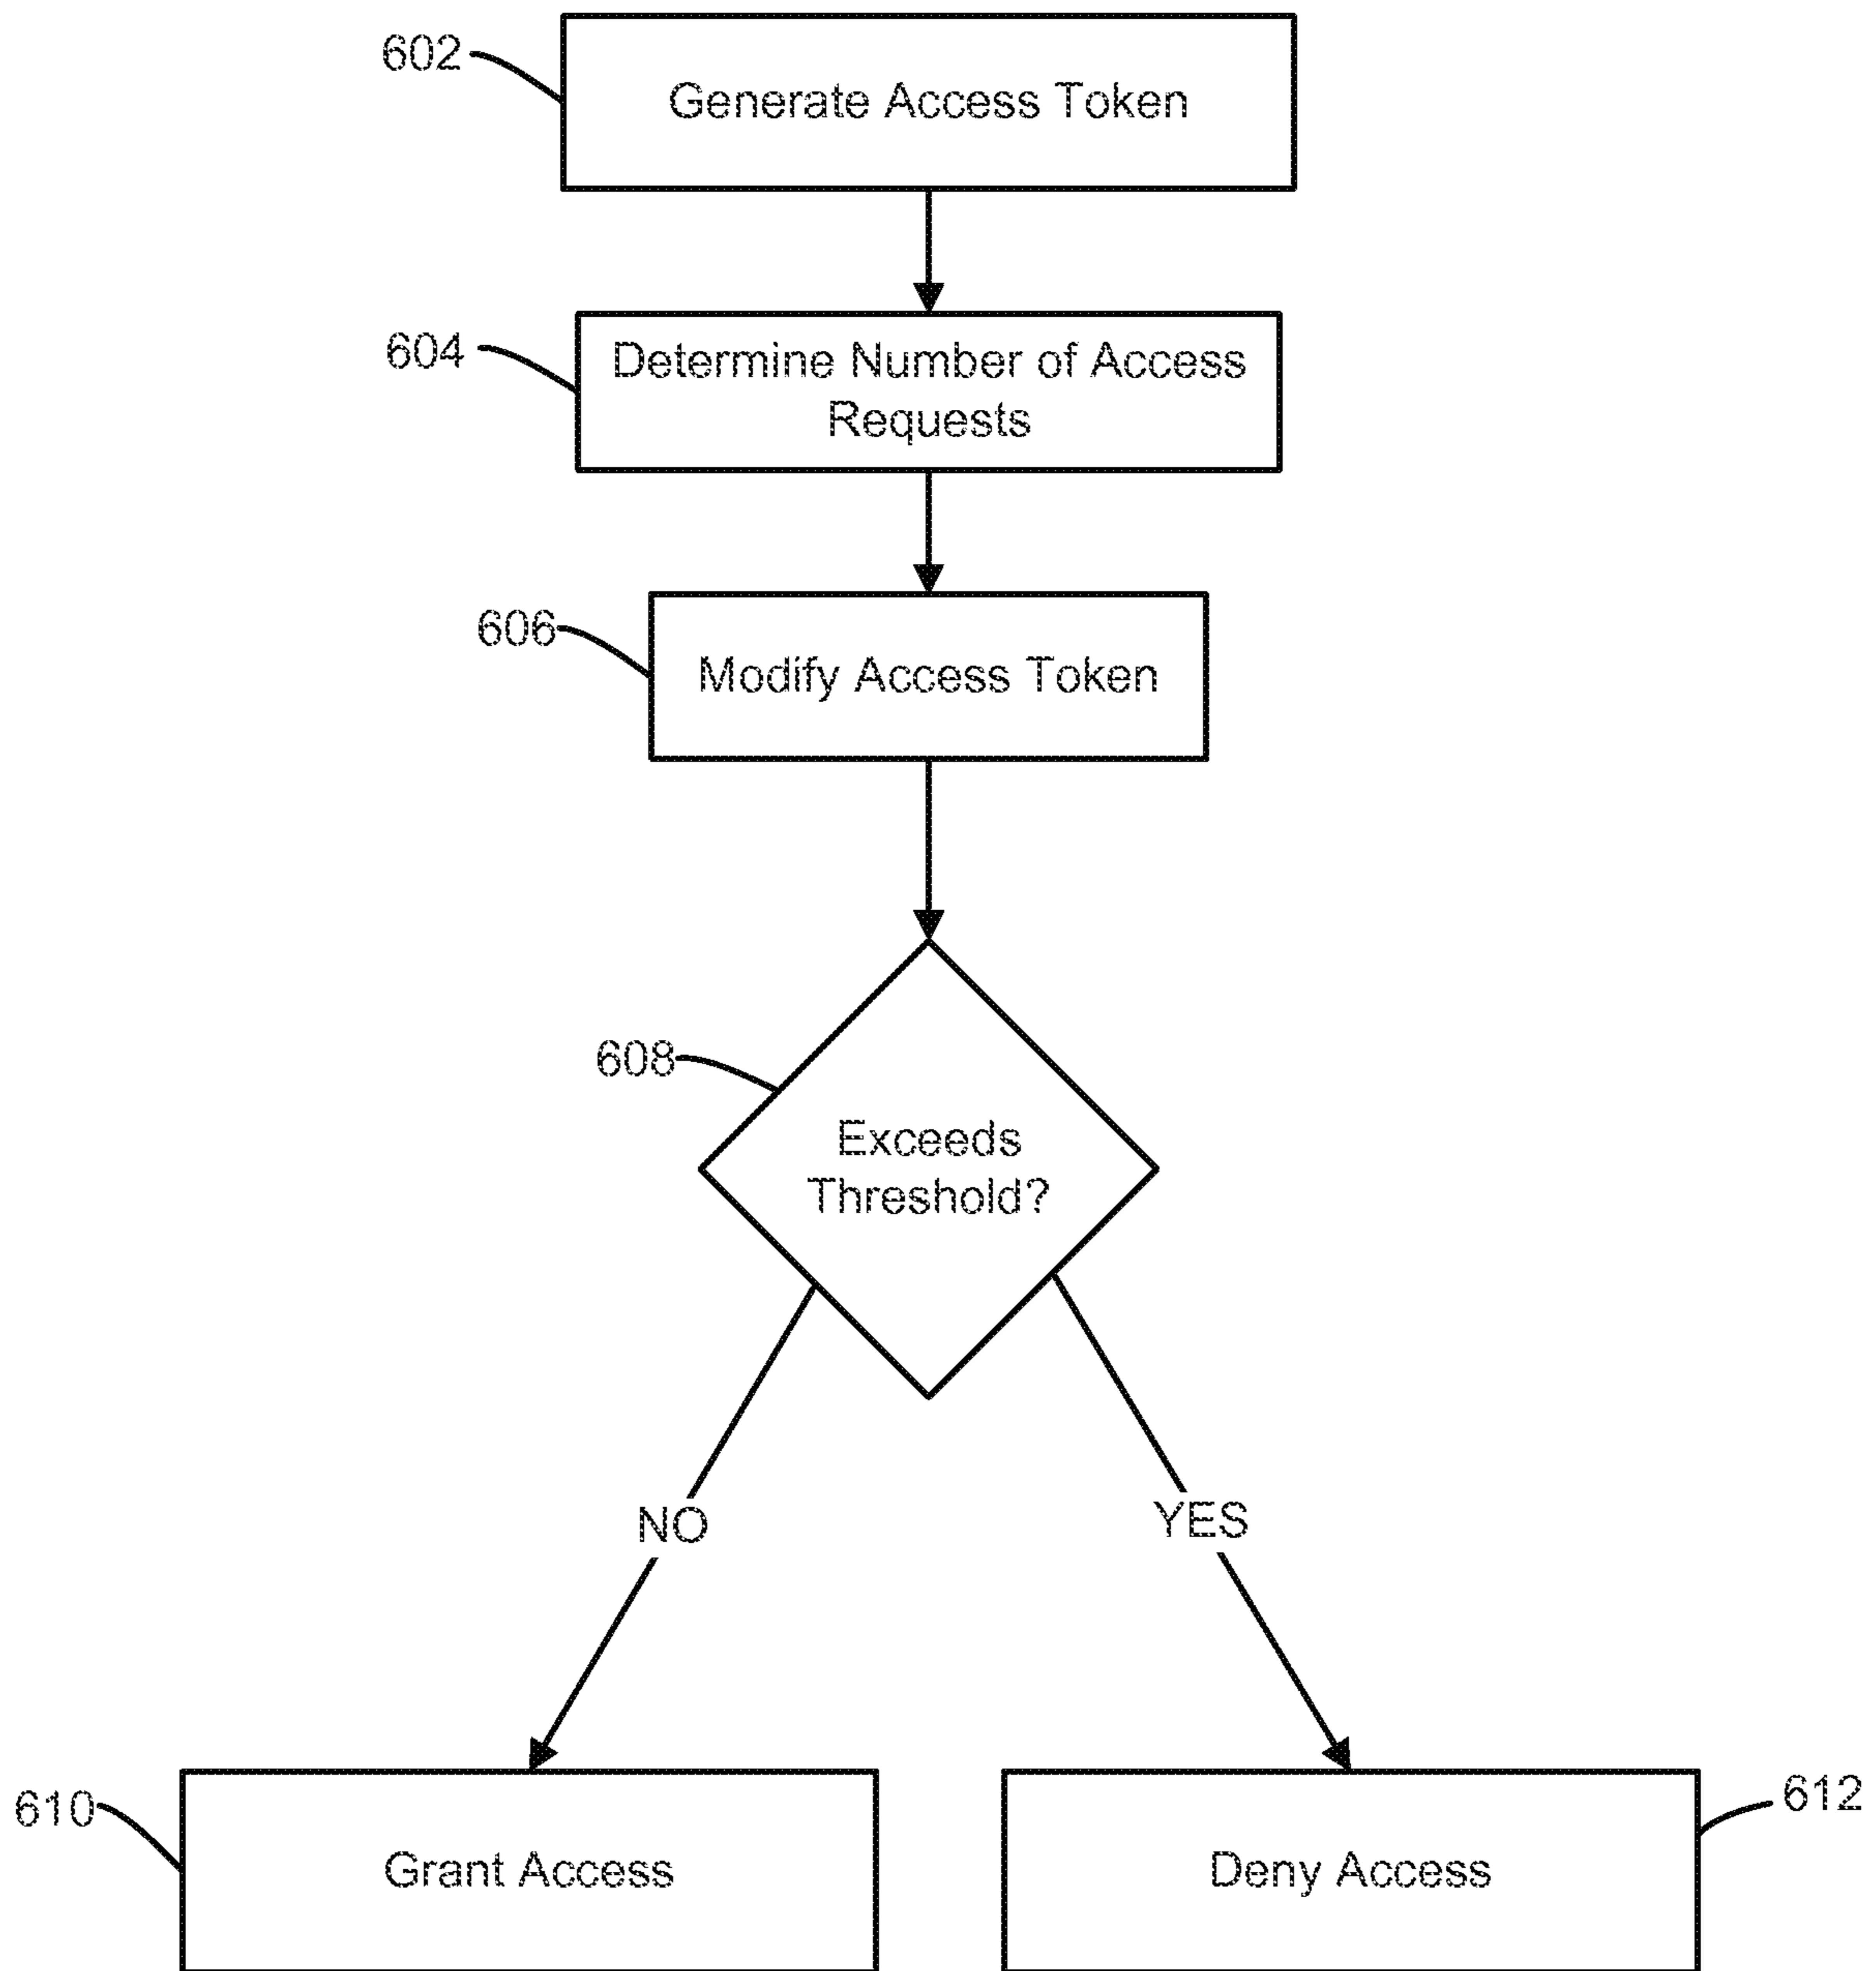 602
Generate Access Token
604
Determine Number of Access
Requests
606
Modify Access Token
608
Exceeds
Threshold?
NO
YES
610
Grant Access
Deny Access
612